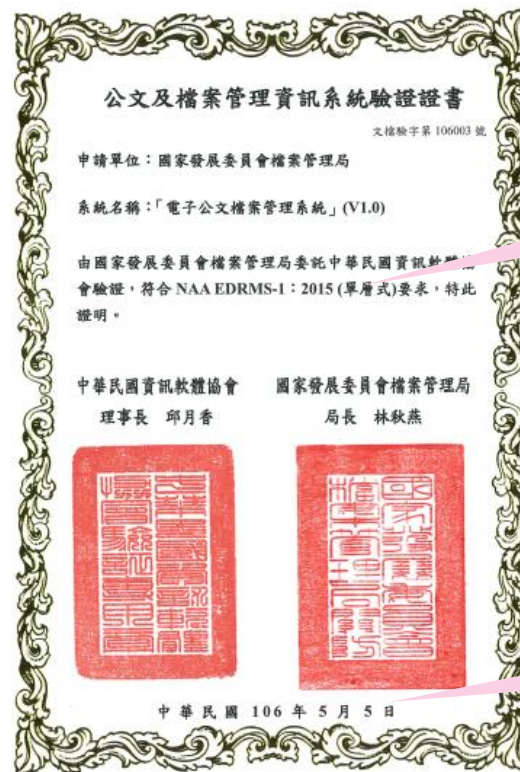 公文及檔案管理資訊系統驗證證書
文檔驗字第 106003 號
申請單位：國家發展委員會檔案管理局
系統名稱：「電子公文檔案管理系統」(V1.0)
由國家發展委員會檔案管理局委託中華民國資訊軟體協
會驗證，符合 NAA EDRMS-1：2015 (單層式)要求，特此
證明。
中華民國資訊軟體協會 國家發展委員會檔案管理局
理事長 邱月香 局長 林秋燕
中華民國 106 年 5 月 5 日